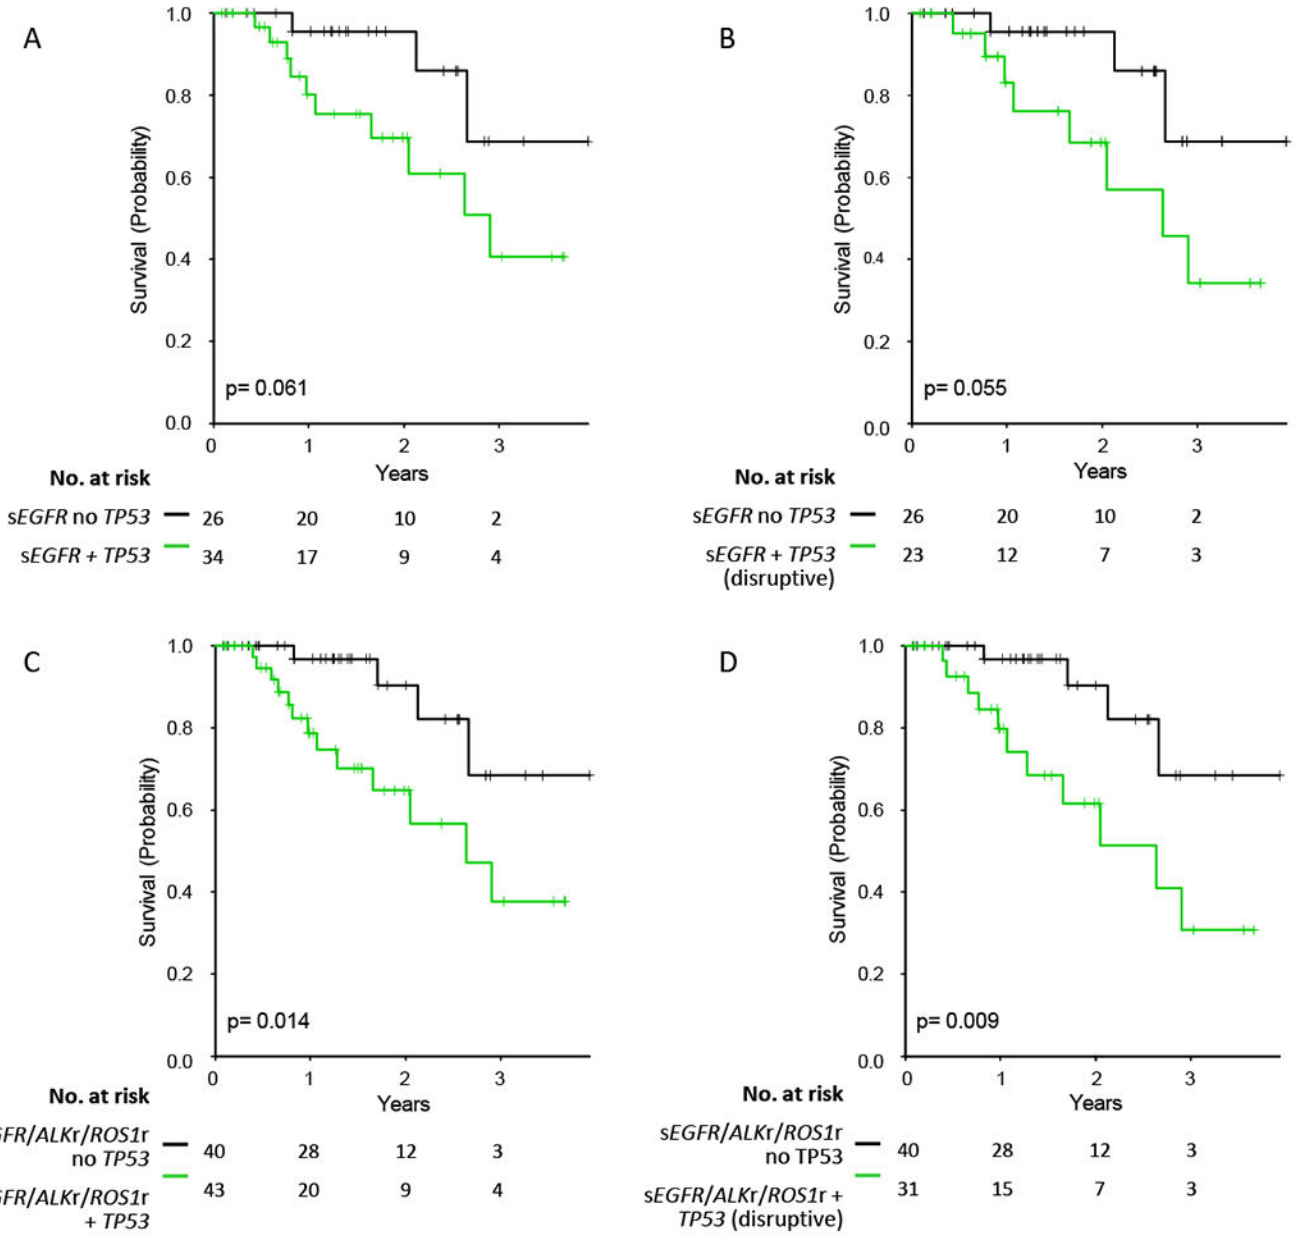 A
1.0
0.8
0.6
0.4
0.2
0.0
Survival (Probability)
p= 0.061
0 1 2 3
Years
No. at risk
sEGFR no TP53 26 20 10 2
sEGFR + TP53 34 17 9 4
B
1.0
0.8
0.6
0.4
0.2
0.0
Survival (Probability)
p= 0.055
0 1 2 3
Years
No. at risk
sEGFR no TP53 26 20 10 2
sEGFR + TP53 23 12 7 3
(disruptive)
C
1.0
0.8
0.6
0.4
0.2
0.0
Survival (Probability)
p= 0.014
0 1 2 3
Years
No. at risk
GFR/ALKr/ROS1r
no TP53 40 28 12 3
43 20 9 4
GFR/ALKr/ROS1r
+ TP53
D
1.0
0.8
0.6
0.4
0.2
0.0
Survival (Probability)
p= 0.009
0 1 2 3
Years
No. at risk
sEGFR/ALKr/ROS1r
no TP53 40 28 12 3
31 15 7 3
sEGFR/ALKr/ROS1r +
TP53 (disruptive)